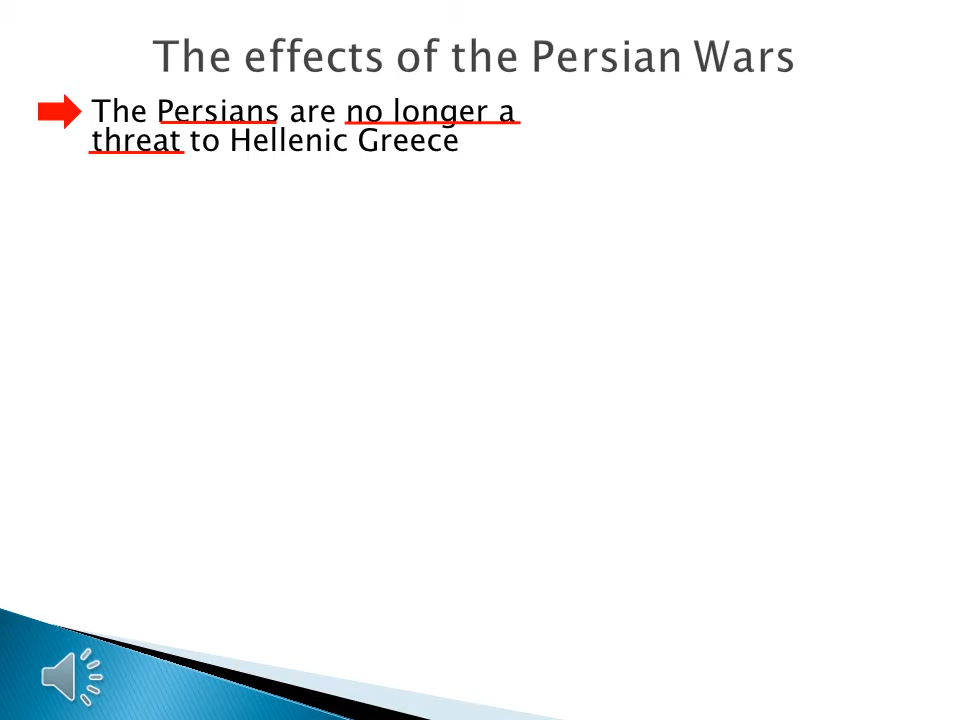 The effects of the Persian Wars
The Persians are no longer a
threat to Hellenic Greece